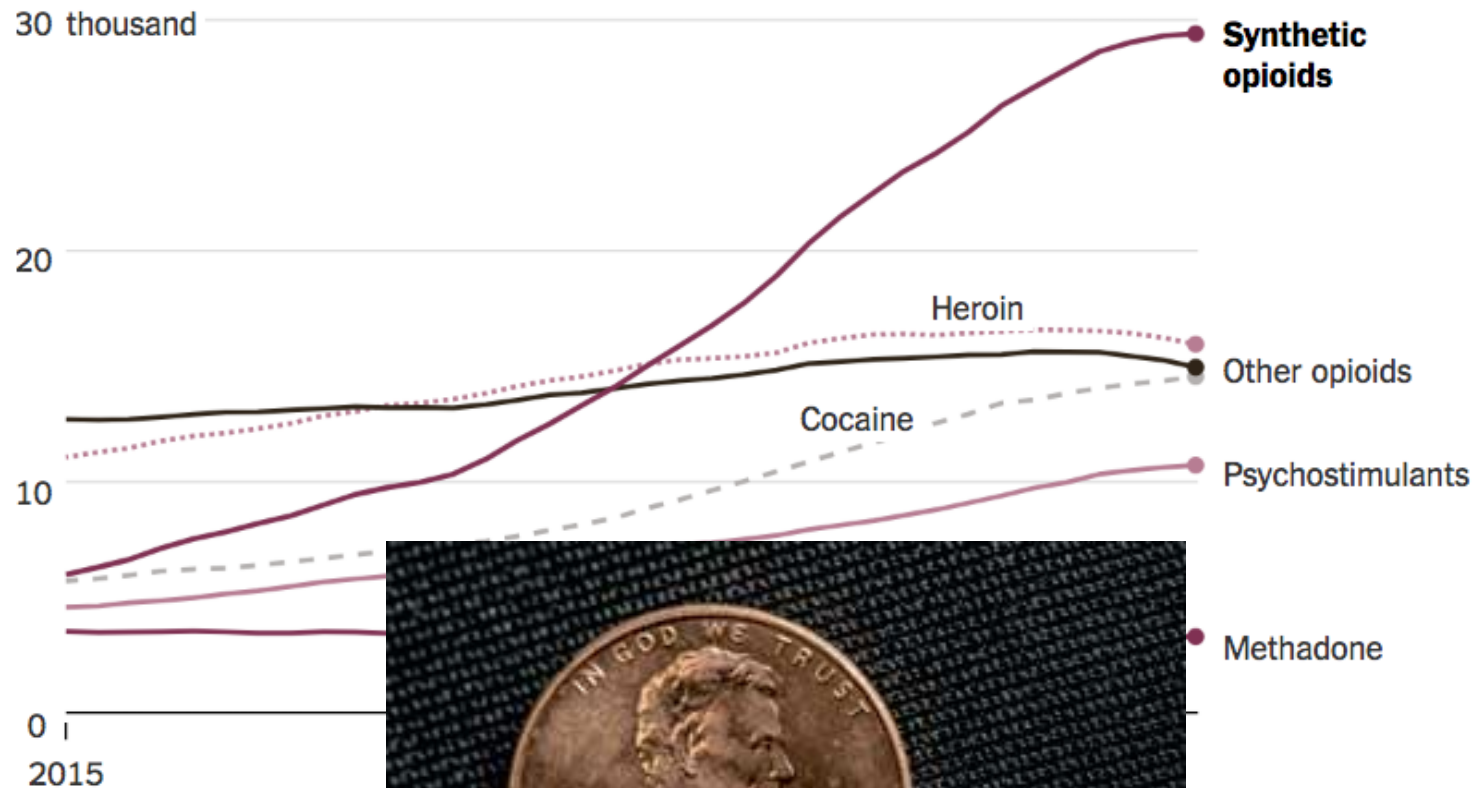 30 thousand
Synthetic
opioids
20
Heroin
Other opioids
Cocaine
10
Psychostimulants
IN GOD WE TRUST
Methadone
0
2015